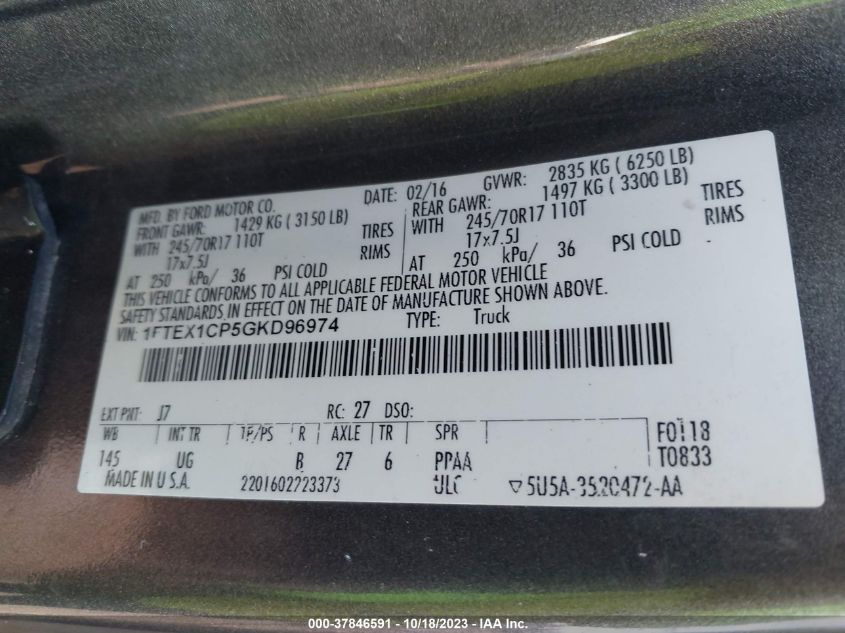 MFD. BY FORD MOTOR CO. DATE: 02/16 GVWR: 2835 KG ( 6250 LB)
FRONT GAWR: 1429 KG ( 3150 LB) REAR GAWR: 1497 KG ( 3300 LB)
WITH 245/70R17 110T TIRES WITH 245/70R17 110T TIRES
17x7.5J RIMS 17x7.5J RIMS
AT 250 kPa/ 36 PSI COLD AT 250 kPa/ 36 PSI COLD
THIS VEHICLE CONFORMS TO ALL APPLICABLE FEDERAL MOTOR VEHICLE
SAFETY STANDARDS IN EFFECT ON THE DATE OF MANUFACTURE SHOWN ABOVE.
VIN: 1FTEX1CP5GKD96974 TYPE: Truck
EXT PNT: J7 RC: 27 DSO:
WB INT TR TP/PS R AXLE TR SPR F0118
145 UG B 27 6 PPAA T0833
MADE IN U.S.A. 2201602223373 ULC ▽5U5A-3520472-AA
000-37846591 - 10/18/2023 - IAA Inc.